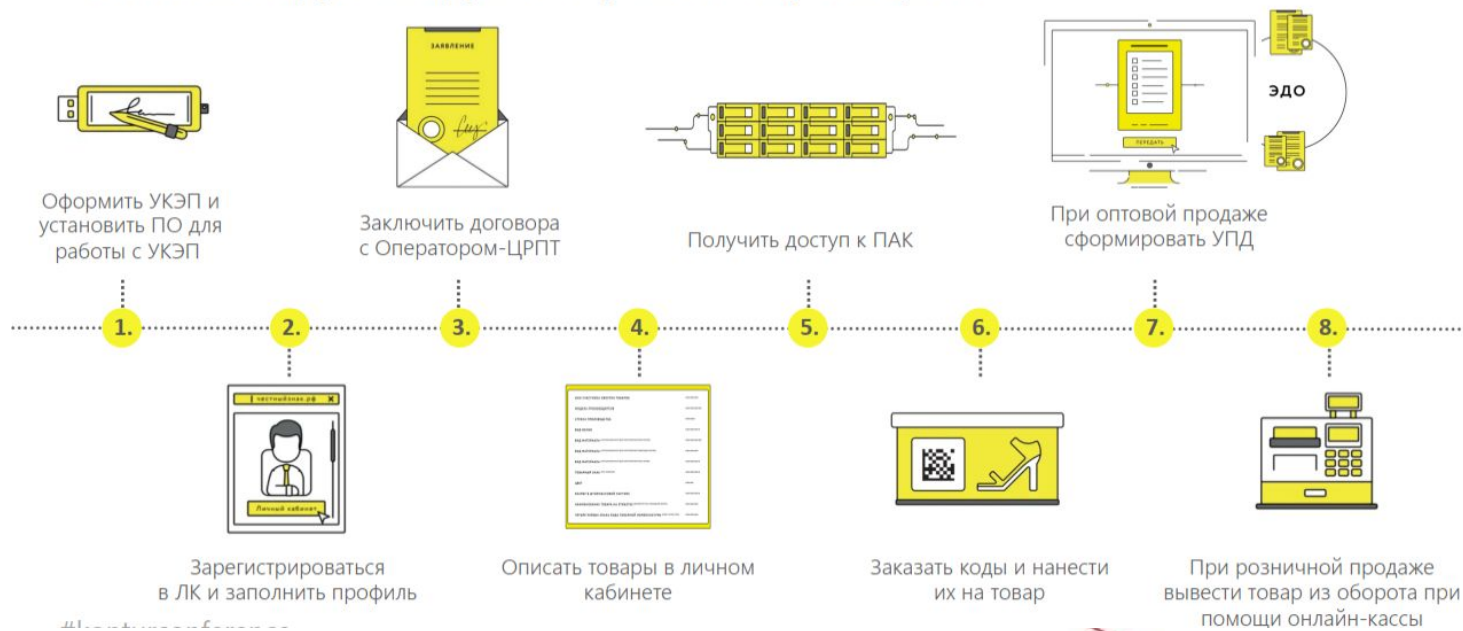 ЗАЯВЛЕНИЕ
ПЕРЕДАТЬ
ЭДО
Оформить УКЭП и
установить ПО для
работы с УКЭП
Заключить договора
с Оператором-ЦРПТ
Получить доступ к ПАК
При оптовой продаже
сформировать УПД
1.
2.
3.
4.
5.
6.
7.
8.
честныйзнак.рф
Личный кабинет
Зарегистрироваться
в ЛК и заполнить профиль
Описать товары в личном
кабинете
Заказать коды и нанести
их на товар
При розничной продаже
вывести товар из оборота при
помощи онлайн-кассы